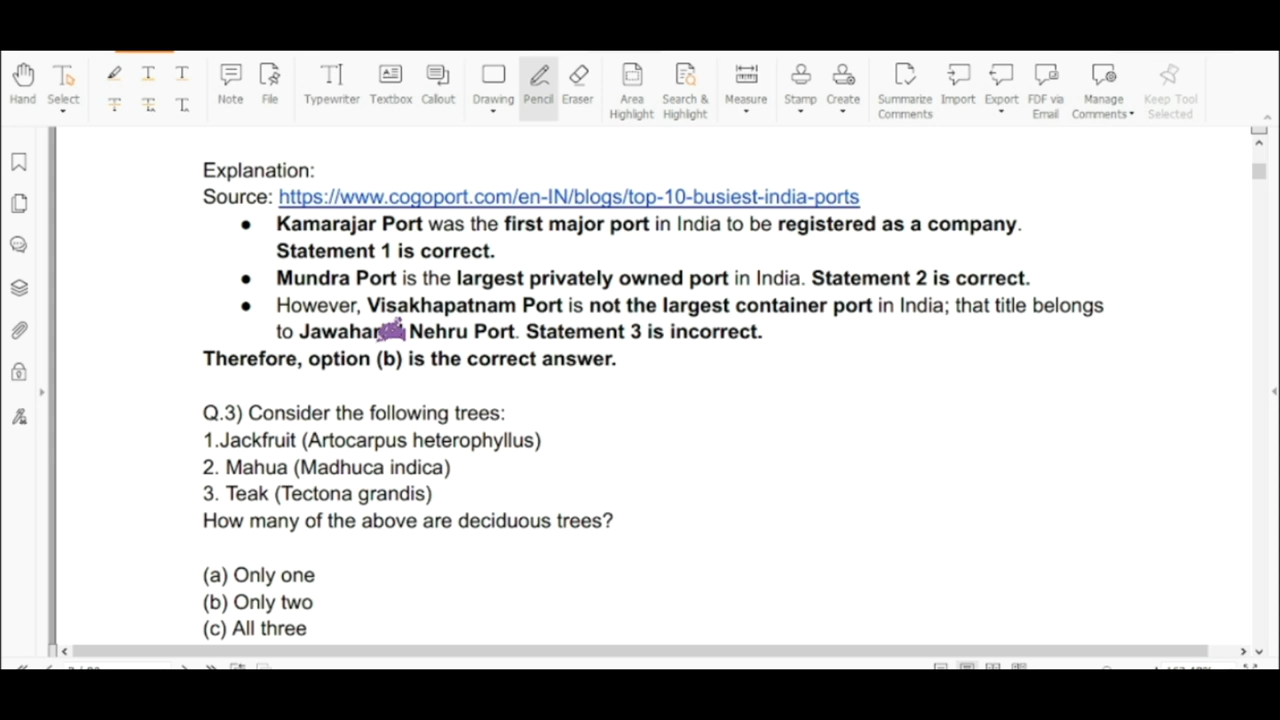 Hand
Select
Note
File
Typewriter
Textbox
Callout
Drawing
Pencil
Eraser
Area Highlight
Search & Highlight
Measure
Stamp
Create
Summarize Comments
Import
Export
FDF via Email
Manage Comments
Keep Tool Selected
Explanation:
Source: https://www.cogoport.com/en-IN/blogs/top-10-busiest-india-ports
● Kamarajar Port was the first major port in India to be registered as a company.
Statement 1 is correct.
● Mundra Port is the largest privately owned port in India. Statement 2 is correct.
● However, Visakhapatnam Port is not the largest container port in India; that title belongs
to Nehru Port. Statement 3 is incorrect.
Therefore, option (b) is the correct answer.
Q.3) Consider the following trees:
1.Jackfruit (Artocarpus heterophyllus)
2. Mahua (Madhuca indica)
3. Teak (Tectona grandis)
How many of the above are deciduous trees?
(a) Only one
(b) Only two
(c) All three